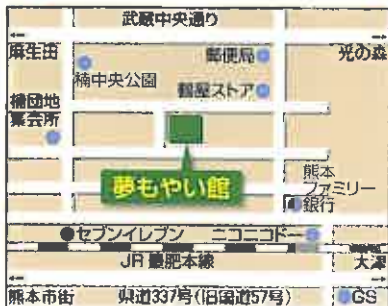 武蔵中央通り
麻生田
郵便局
光の森
楠中央公園
鶴屋ストア
楠団地
集会所
夢もやい館
熊本
ファミリー
銀行
●セブンイレブン
ニコニコドー
JR 豊肥本線
大津
熊本市街
県道337号(旧国道57号)
GS